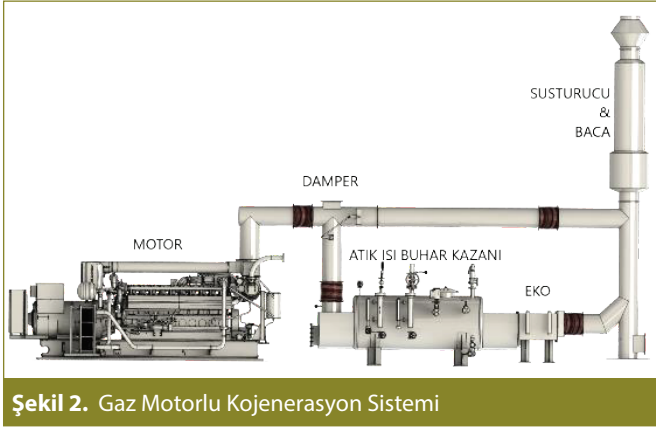 SUSTURUCU
&
BACA
DAMPER
MOTOR
ATIK ISI BUHAR KAZANI
EKO
Şekil 2. Gaz Motorlu Kojenerasyon Sistemi